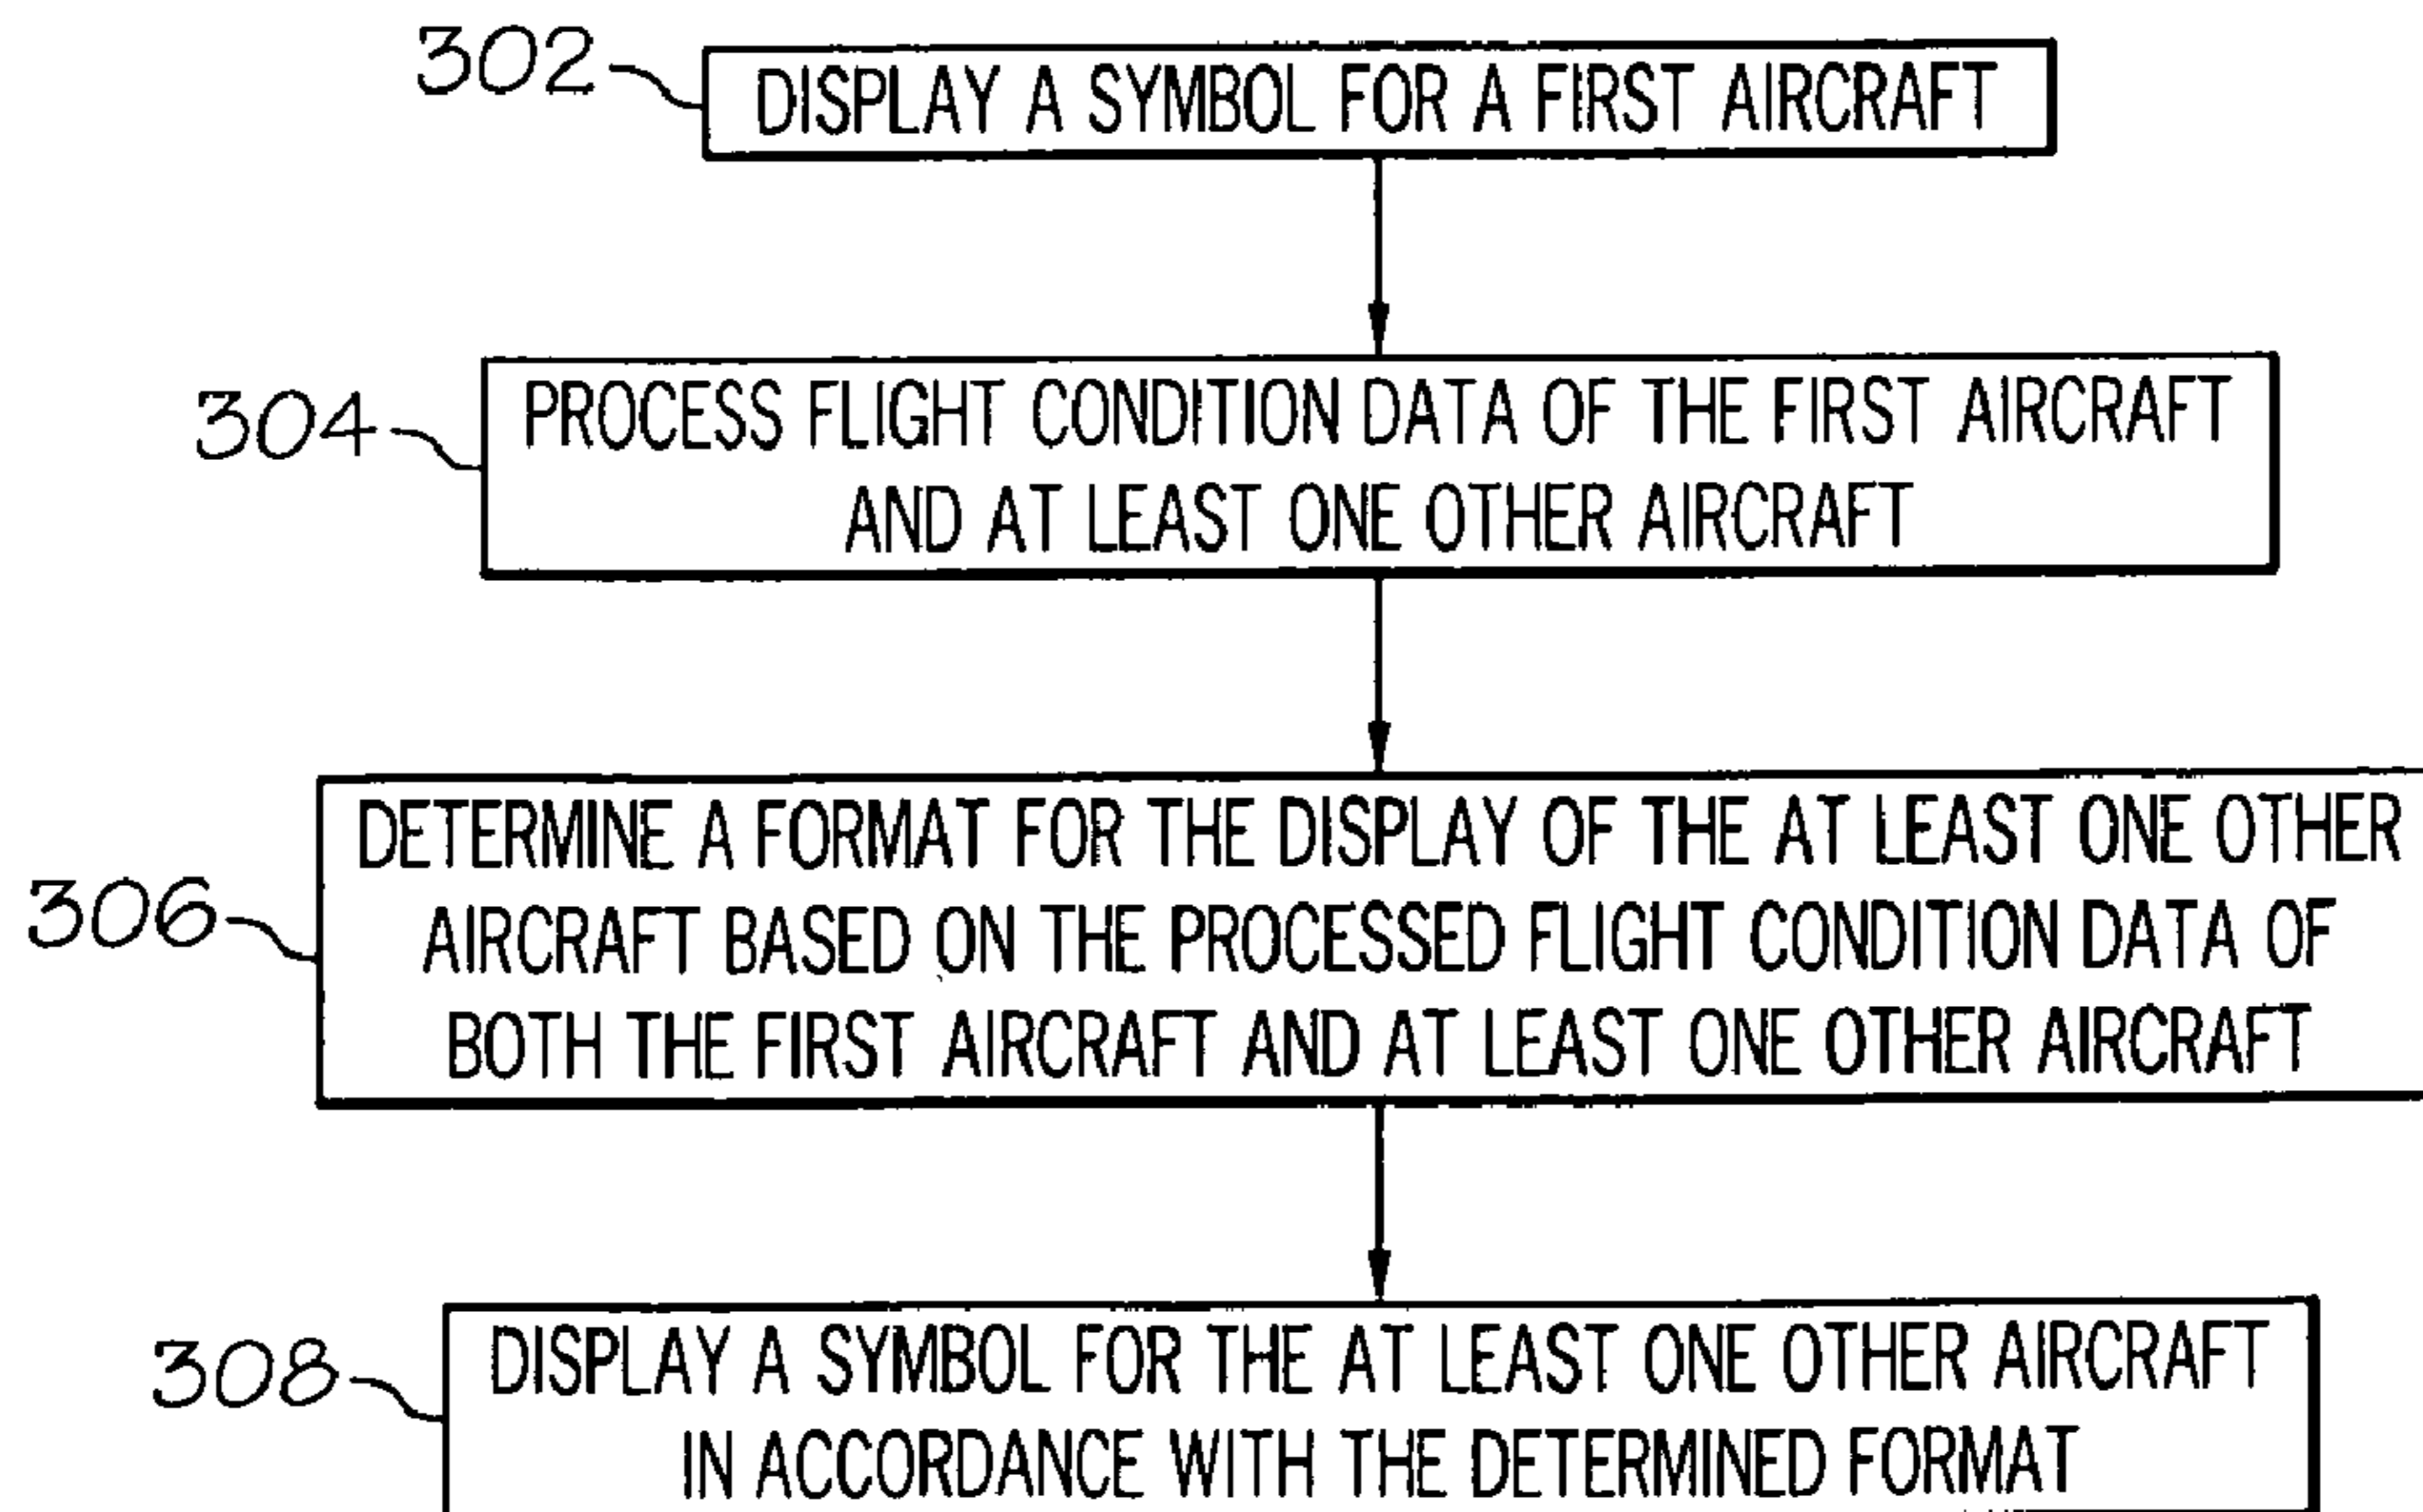 302
DISPLAY A SYMBOL FOR A FIRST AIRCRAFT
304
PROCESS FLIGHT CONDITION DATA OF THE FIRST AIRCRAFT
AND AT LEAST ONE OTHER AIRCRAFT
306
DETERMINE A FORMAT FOR THE DISPLAY OF THE AT LEAST ONE OTHER
AIRCRAFT BASED ON THE PROCESSED FLIGHT CONDITION DATA OF
BOTH THE FIRST AIRCRAFT AND AT LEAST ONE OTHER AIRCRAFT
308
DISPLAY A SYMBOL FOR THE AT LEAST ONE OTHER AIRCRAFT
IN ACCORDANCE WITH THE DETERMINED FORMAT